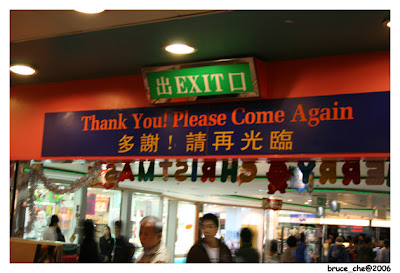 出 EXIT 口
Thank You! Please Come Again
多謝！請再光臨
MERRY CHRISTMAS
bruce_che@2006